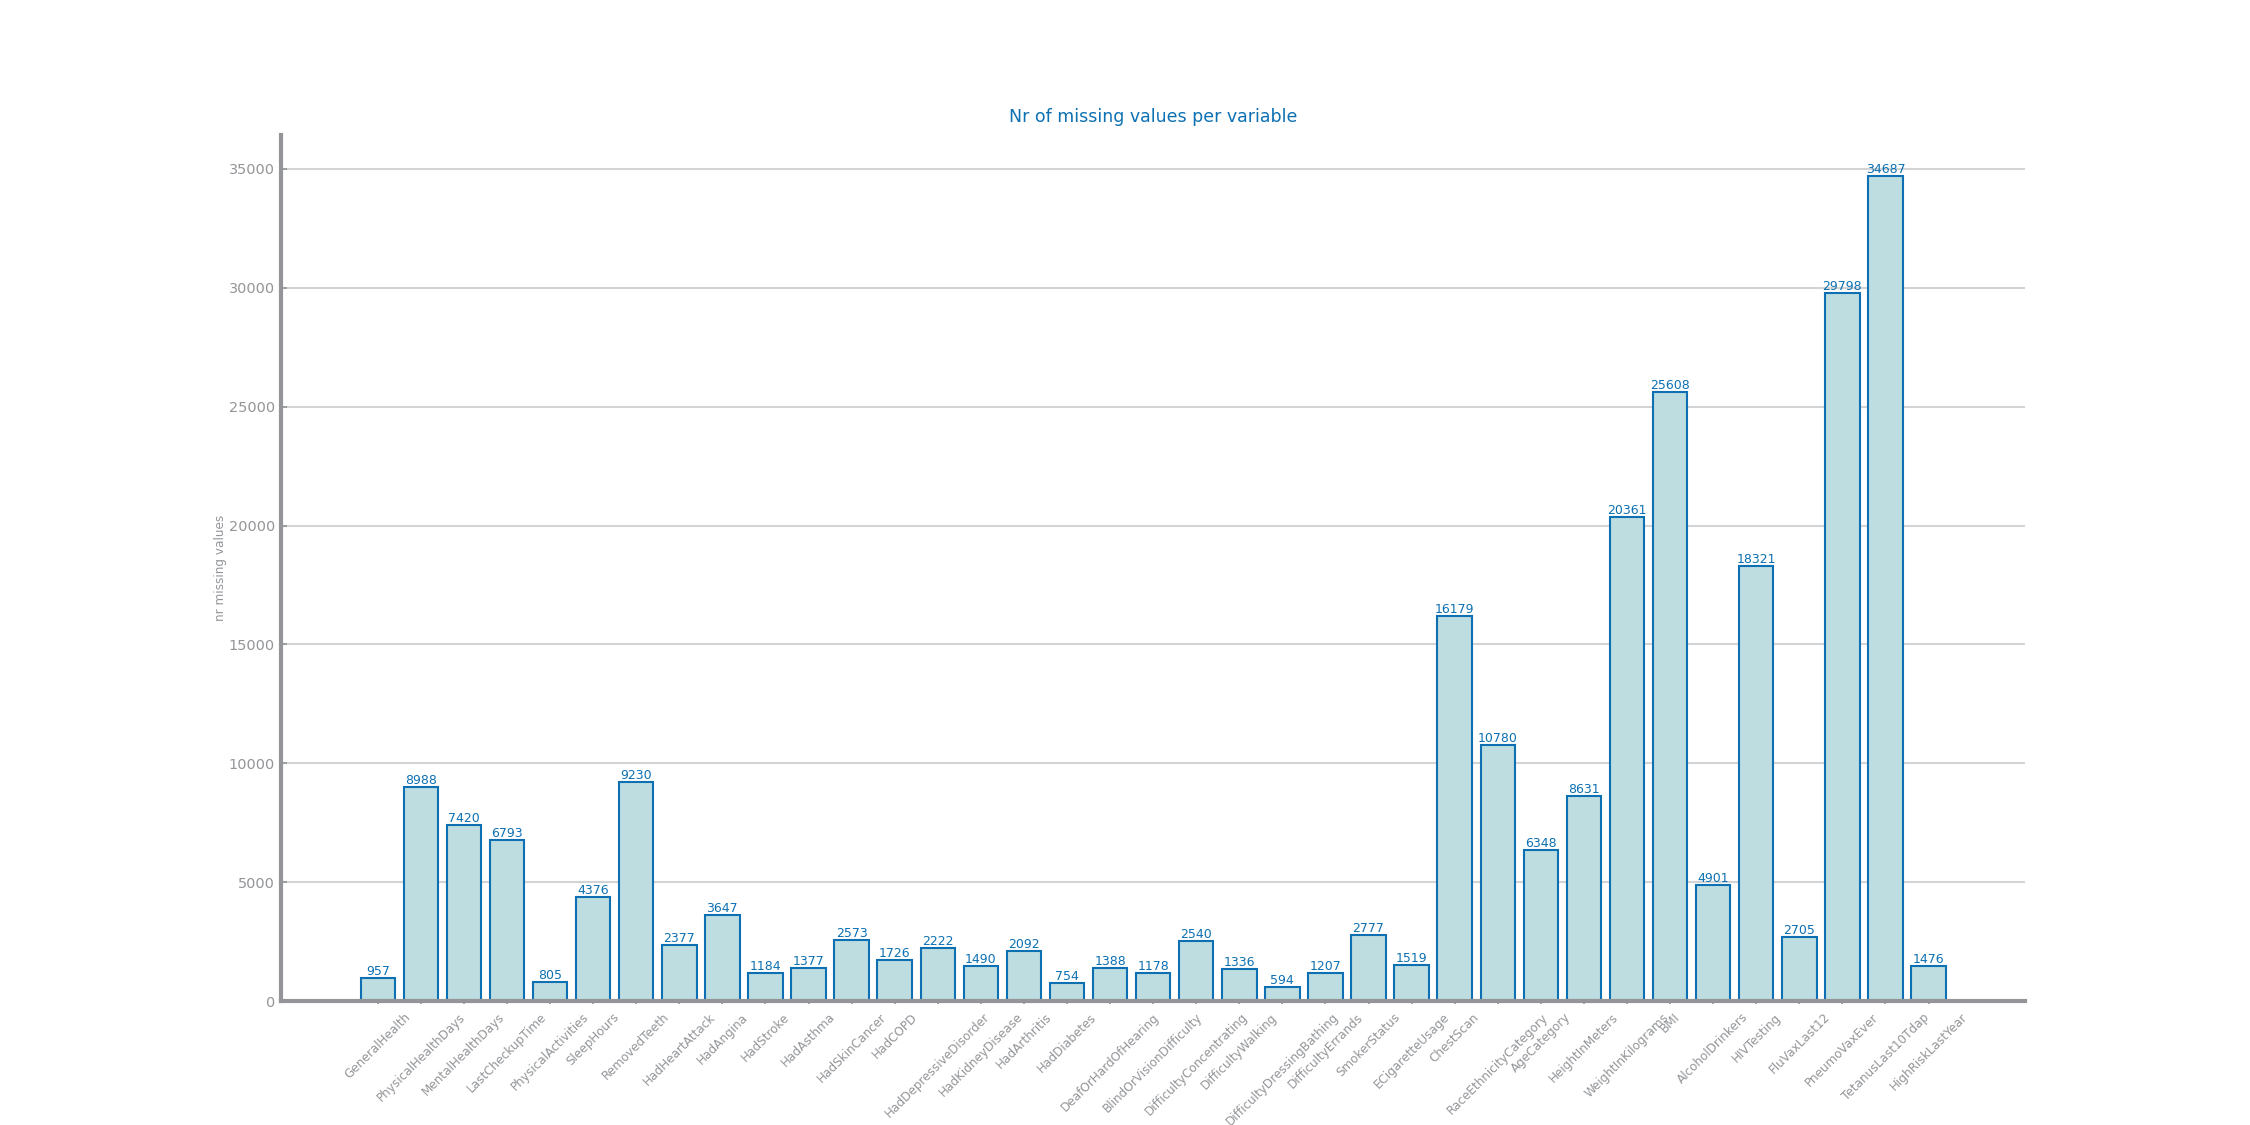 Nr of missing values per variable
35000
30000
25000
20000
15000
10000
5000
0
nr missing values
957
8988
7420
6793
805
4376
9230
2377
3647
1184
1377
2573
1726
2222
1490
2092
754
1388
1178
2540
1336
594
1207
2777
1519
16179
10780
6348
8631
20361
25608
4901
18321
2705
29798
34687
1476
GeneralHealth
PhysicalHealthDays
MentalHealthDays
LastCheckupTime
PhysicalActivities
SleepHours
RemovedTeeth
HadHeartAttack
HadAngina
HadStroke
HadAsthma
HadSkinCancer
HadCOPD
HadDepressiveDisorder
HadKidneyDisease
HadArthritis
HadDiabetes
DeafOrHardOfHearing
BlindOrVisionDifficulty
DifficultyConcentrating
DifficultyWalking
DifficultyDressingBathing
DifficultyErrands
SmokerStatus
ECigaretteUsage
ChestScan
RaceEthnicityCategory
AgeCategory
HeightInMeters
WeightInKilograms
BMI
AlcoholDrinkers
HIVTesting
FluVaxLast12
PneumoVaxEver
TetanusLast10Tdap
HighRiskLastYear